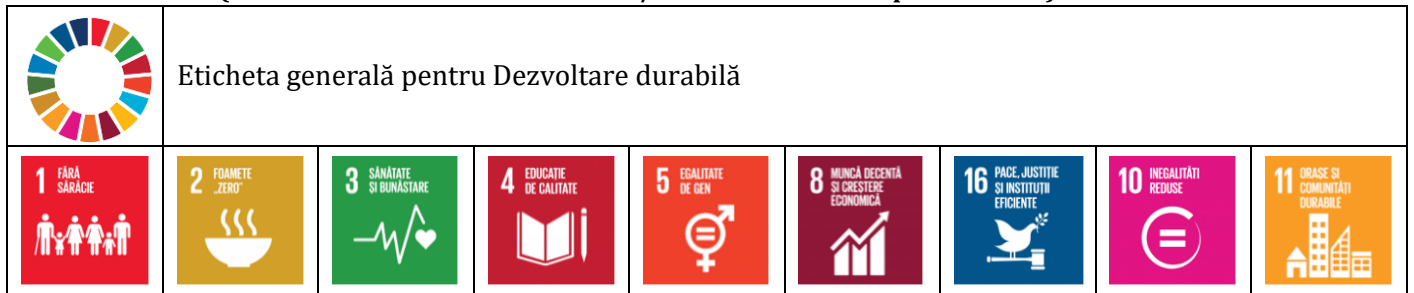 Eticheta generală pentru Dezvoltare durabilă
1 FĂRĂ
SĂRĂCIE
2 FOAMETE
„ZERO”
3 SĂNĂTATE
ȘI BUNĂSTARE
4 EDUCAȚIE
DE CALITATE
5 EGALITATE
DE GEN
8 MUNCĂ DECENTĂ
ȘI CREȘTERE
ECONOMICĂ
16 PACE, JUSTIȚIE
ȘI INSTITUȚII
EFICIENTE
10 INEGALITĂȚI
REDUSE
11 ORAȘE ȘI
COMUNITĂȚI
DURABILE